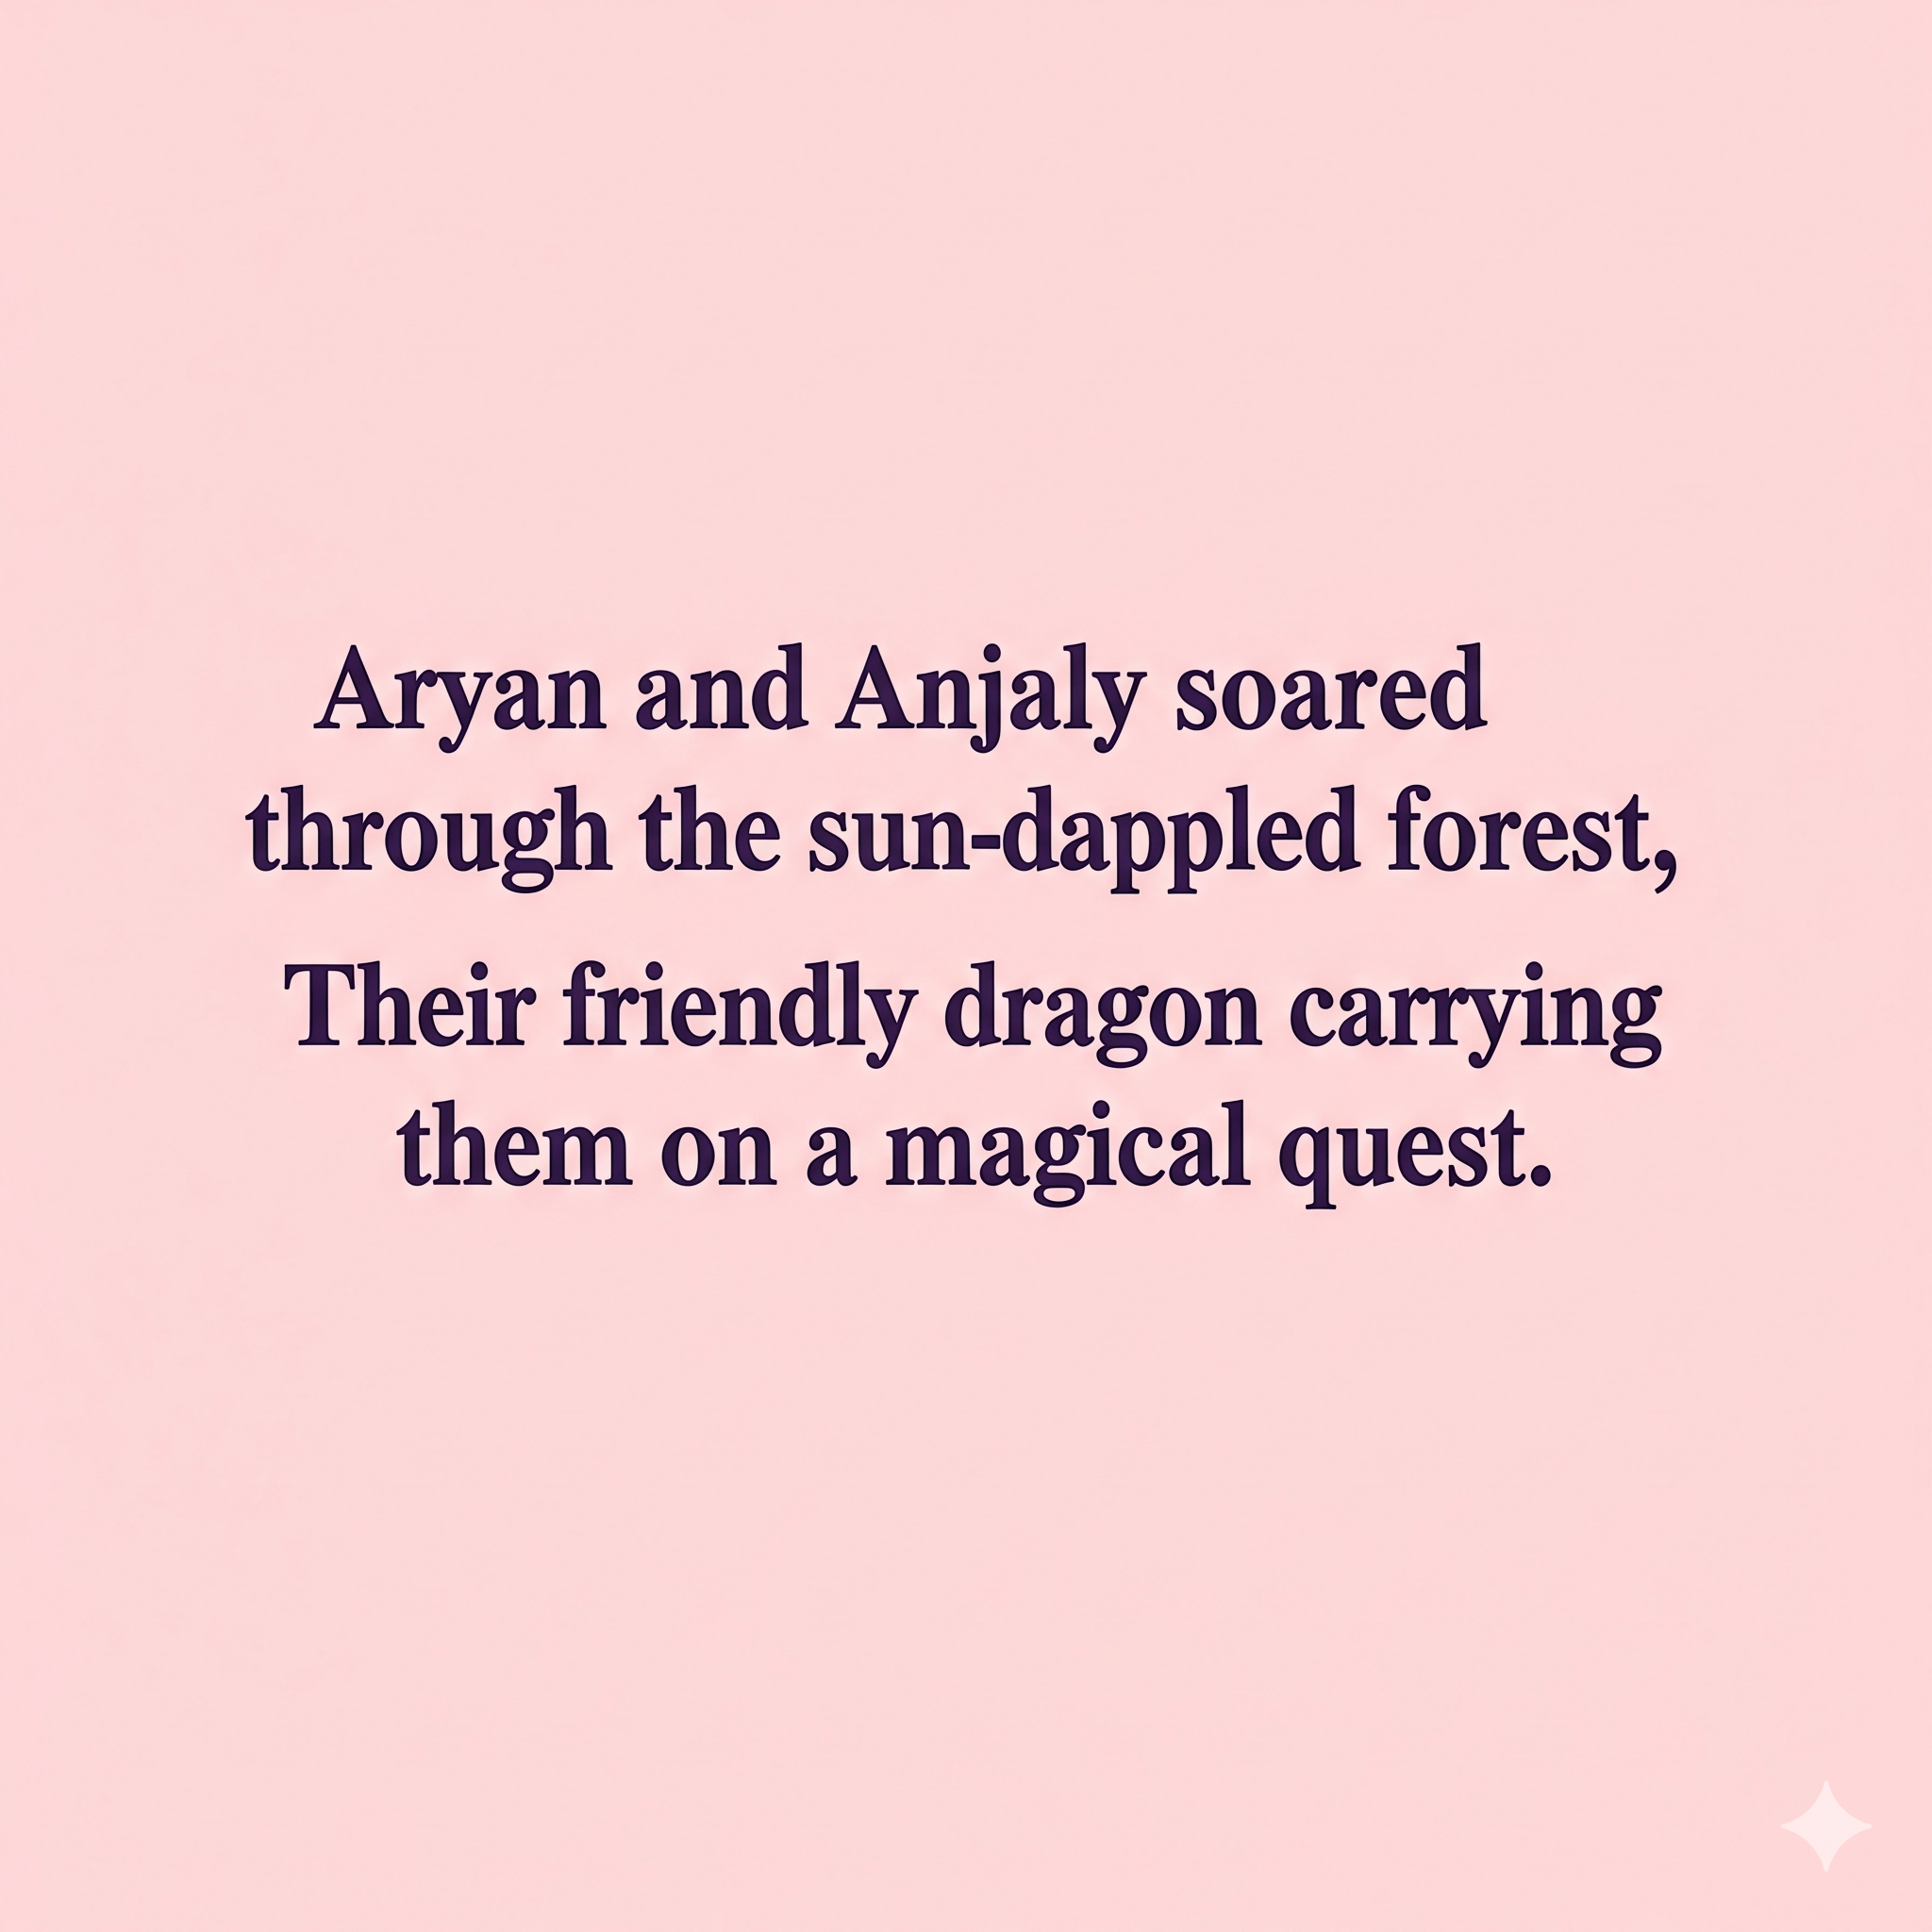 Aryan and Anjaly soared
through the sun-dappled forest,
Their friendly dragon carrying
them on a magical quest.